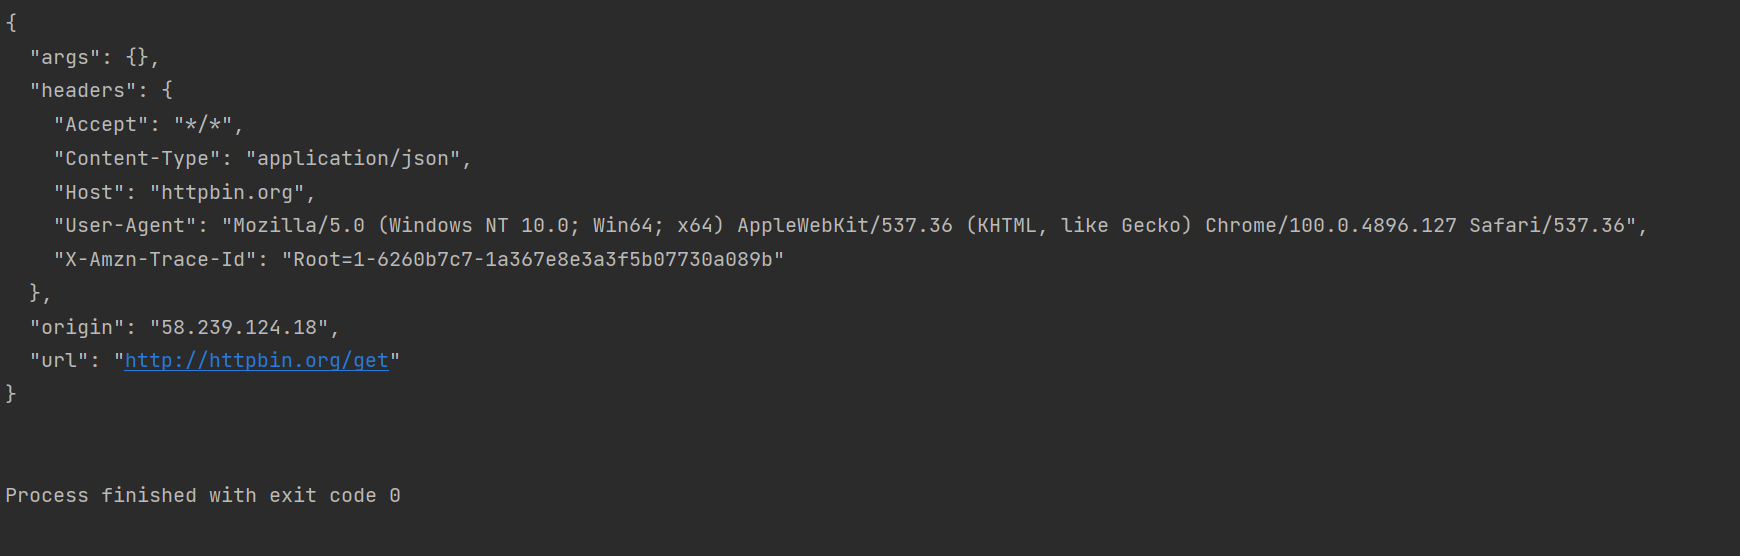 {
  "args": {},
  "headers": {
    "Accept": "*/*",
    "Content-Type": "application/json",
    "Host": "httpbin.org",
    "User-Agent": "Mozilla/5.0 (Windows NT 10.0; Win64; x64) AppleWebKit/537.36 (KHTML, like Gecko) Chrome/100.0.4896.127 Safari/537.36",
    "X-Amzn-Trace-Id": "Root=1-6260b7c7-1a367e8e3a3f5b07730a089b"
  },
  "origin": "58.239.124.18",
  "url": "http://httpbin.org/get"
}
Process finished with exit code 0